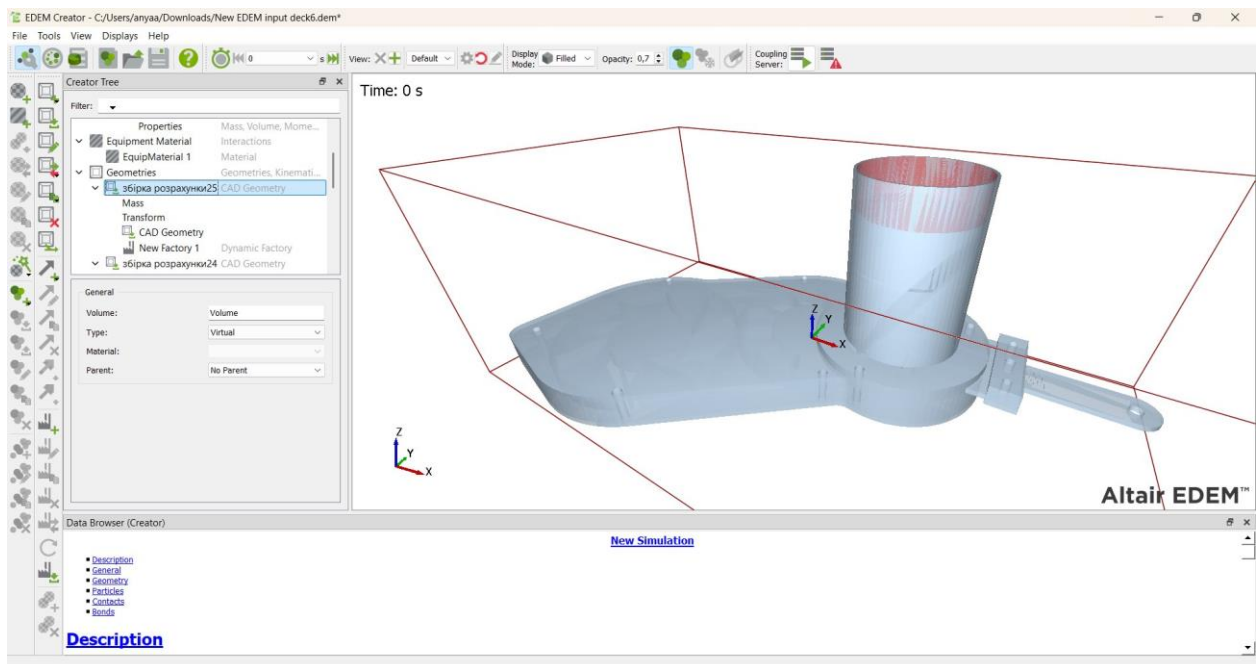 EDEM Creator - C:/Users/anyaa/Downloads/New EDEM input deck6.dem*
File Tools View Displays Help
0 s View: Default Display Mode: Filled Opacity: 0,7 Coupling Server:
Creator Tree
Filter:
Properties Mass, Volume, Mome...
Equipment Material Interactions
EquipMaterial 1 Material
Geometries Geometries, Kinemati...
збірка розрахунки25 CAD Geometry
Mass
Transform
CAD Geometry
New Factory 1 Dynamic Factory
збірка розрахунки24 CAD Geometry
General
Volume: Volume
Type: Virtual
Material:
Parent: No Parent
Time: 0 s
Z
Y
X
Z
Y
X
Altair EDEM™
Data Browser (Creator)
New Simulation
Description
General
Geometry
Particles
Contacts
Bonds
Description